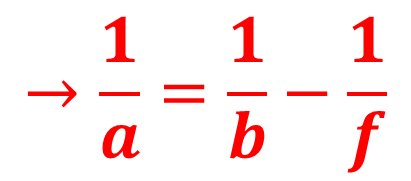 → 1/a = 1/b − 1/f